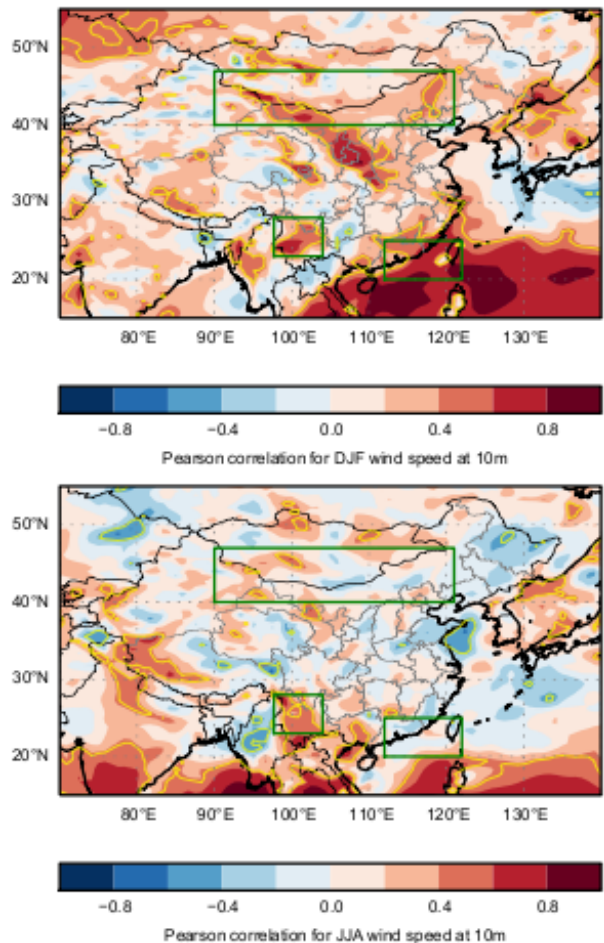 50°N
40°N
30°N
20°N
80°E 90°E 100°E 110°E 120°E 130°E
−0.8 −0.4 0.0 0.4 0.8
Pearson correlation for DJF wind speed at 10m
50°N
40°N
30°N
20°N
80°E 90°E 100°E 110°E 120°E 130°E
−0.8 −0.4 0.0 0.4 0.8
Pearson correlation for JJA wind speed at 10m